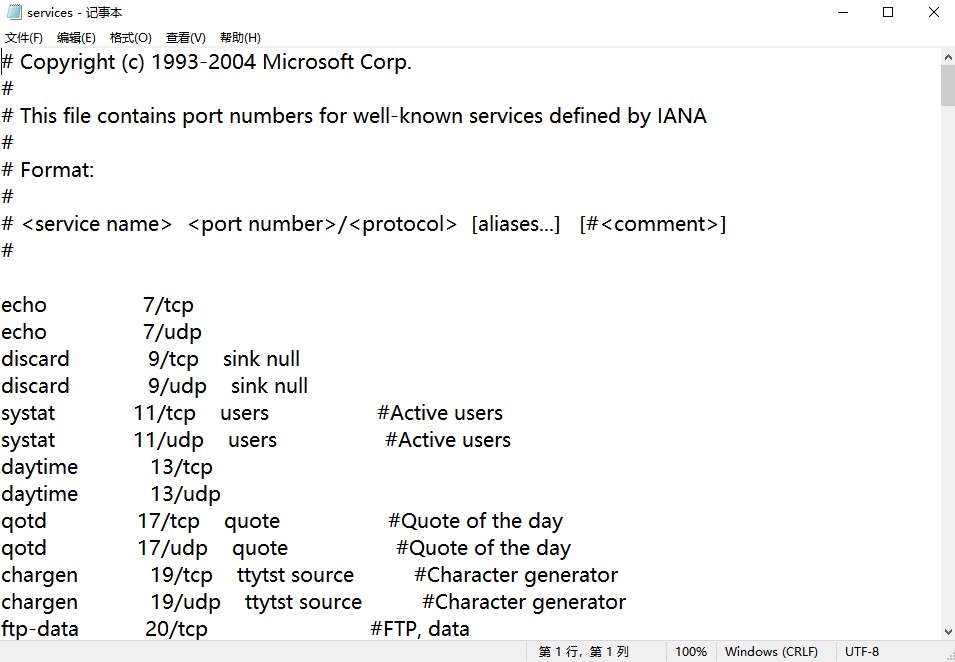 services - 记事本
文件(F) 编辑(E) 格式(O) 查看(V) 帮助(H)
# Copyright (c) 1993-2004 Microsoft Corp.
#
# This file contains port numbers for well-known services defined by IANA
#
# Format:
#
# <service name> <port number>/<protocol> [aliases...] [#<comment>]
#
echo 7/tcp
echo 7/udp
discard 9/tcp sink null
discard 9/udp sink null
systat 11/tcp users #Active users
systat 11/udp users #Active users
daytime 13/tcp
daytime 13/udp
qotd 17/tcp quote #Quote of the day
qotd 17/udp quote #Quote of the day
chargen 19/tcp ttytst source #Character generator
chargen 19/udp ttytst source #Character generator
ftp-data 20/tcp #FTP, data
第 1 行，第 1 列 100% Windows (CRLF) UTF-8